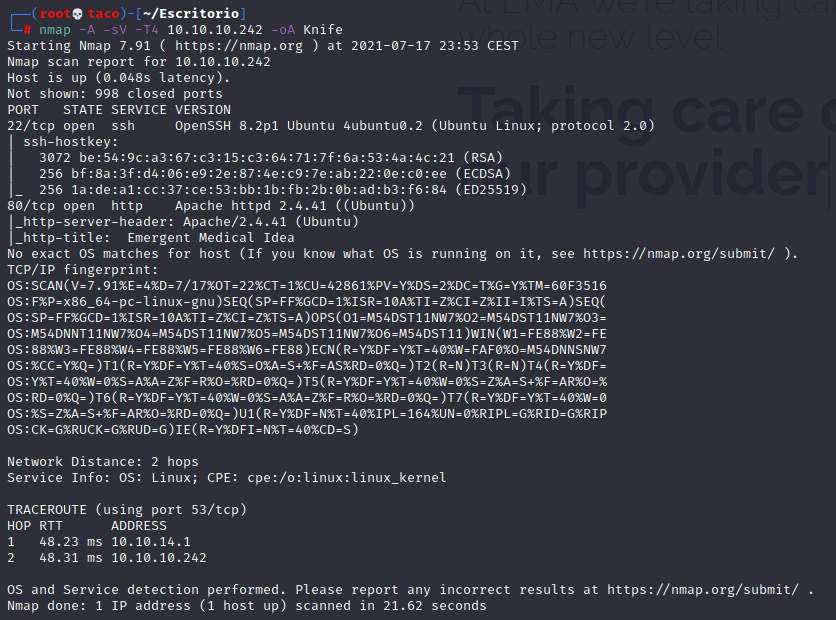 (root💀taco)-[~/Escritorio]
# nmap -A -sV -T4 10.10.10.242 -oA Knife
Starting Nmap 7.91 ( https://nmap.org ) at 2021-07-17 23:53 CEST
Nmap scan report for 10.10.10.242
Host is up (0.048s latency).
Not shown: 998 closed ports
PORT   STATE SERVICE VERSION
22/tcp open  ssh     OpenSSH 8.2p1 Ubuntu 4ubuntu0.2 (Ubuntu Linux; protocol 2.0)
| ssh-hostkey:
|   3072 be:54:9c:a3:67:c3:15:c3:64:71:7f:6a:53:4a:4c:21 (RSA)
|   256 bf:8a:3f:d4:06:e9:2e:87:4e:c9:7e:ab:22:0e:c0:ee (ECDSA)
|_  256 1a:de:a1:cc:37:ce:53:bb:1b:fb:2b:0b:ad:b3:f6:84 (ED25519)
80/tcp open  http    Apache httpd 2.4.41 ((Ubuntu))
|_http-server-header: Apache/2.4.41 (Ubuntu)
|_http-title:  Emergent Medical Idea
No exact OS matches for host (If you know what OS is running on it, see https://nmap.org/submit/ ).
TCP/IP fingerprint:
OS:SCAN(V=7.91%E=4%D=7/17%OT=22%CT=1%CU=42861%PV=Y%DS=2%DC=T%G=Y%TM=60F3516
OS:F%P=x86_64-pc-linux-gnu)SEQ(SP=FF%GCD=1%ISR=10A%TI=Z%CI=Z%II=I%TS=A)SEQ(
OS:SP=FF%GCD=1%ISR=10A%TI=Z%CI=Z%TS=A)OPS(O1=M54DST11NW7%O2=M54DST11NW7%O3=
OS:M54DNNT11NW7%O4=M54DST11NW7%O5=M54DST11NW7%O6=M54DST11)WIN(W1=FE88%W2=FE
OS:88%W3=FE88%W4=FE88%W5=FE88%W6=FE88)ECN(R=Y%DF=Y%T=40%W=FAF0%O=M54DNNSNW7
OS:%CC=Y%Q=)T1(R=Y%DF=Y%T=40%S=O%A=S+%F=AS%RD=0%Q=)T2(R=N)T3(R=N)T4(R=Y%DF=
OS:Y%T=40%W=0%S=A%A=Z%F=R%O=%RD=0%Q=)T5(R=Y%DF=Y%T=40%W=0%S=Z%A=S+%F=AR%O=%
OS:RD=0%Q=)T6(R=Y%DF=Y%T=40%W=0%S=A%A=Z%F=R%O=%RD=0%Q=)T7(R=Y%DF=Y%T=40%W=0
OS:%S=Z%A=S+%F=AR%O=%RD=0%Q=)U1(R=Y%DF=N%T=40%IPL=164%UN=0%RIPL=G%RID=G%RIP
OS:CK=G%RUCK=G%RUD=G)IE(R=Y%DFI=N%T=40%CD=S)
Network Distance: 2 hops
Service Info: OS: Linux; CPE: cpe:/o:linux:linux_kernel
TRACEROUTE (using port 53/tcp)
HOP RTT      ADDRESS
1   48.23 ms 10.10.14.1
2   48.31 ms 10.10.10.242
OS and Service detection performed. Please report any incorrect results at https://nmap.org/submit/ .
Nmap done: 1 IP address (1 host up) scanned in 21.62 seconds
At EMA we're taking ca
whole new level
Taking care o
ur provider